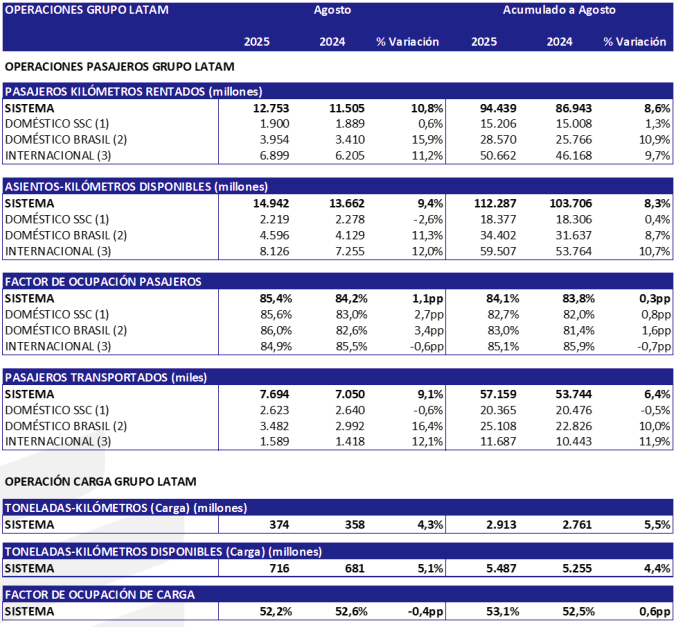 OPERACIONES GRUPO LATAM Agosto Acumulado a Agosto
2025 2024 % Variación 2025 2024 % Variación
OPERACIONES PASAJEROS GRUPO LATAM
PASAJEROS KILÓMETROS RENTADOS (millones)
SISTEMA 12.753 11.505 10,8% 94.439 86.943 8,6%
DOMÉSTICO SSC (1) 1.900 1.889 0,6% 15.206 15.008 1,3%
DOMÉSTICO BRASIL (2) 3.954 3.410 15,9% 28.570 25.766 10,9%
INTERNACIONAL (3) 6.899 6.205 11,2% 50.662 46.168 9,7%
ASIENTOS-KILÓMETROS DISPONIBLES (millones)
SISTEMA 14.942 13.662 9,4% 112.287 103.706 8,3%
DOMÉSTICO SSC (1) 2.219 2.278 -2,6% 18.377 18.306 0,4%
DOMÉSTICO BRASIL (2) 4.596 4.129 11,3% 34.402 31.637 8,7%
INTERNACIONAL (3) 8.126 7.255 12,0% 59.507 53.764 10,7%
FACTOR DE OCUPACIÓN PASAJEROS
SISTEMA 85,4% 84,2% 1,1pp 84,1% 83,8% 0,3pp
DOMÉSTICO SSC (1) 85,6% 83,0% 2,7pp 82,7% 82,0% 0,8pp
DOMÉSTICO BRASIL (2) 86,0% 82,6% 3,4pp 83,0% 81,4% 1,6pp
INTERNACIONAL (3) 84,9% 85,5% -0,6pp 85,1% 85,9% -0,7pp
PASAJEROS TRANSPORTADOS (miles)
SISTEMA 7.694 7.050 9,1% 57.159 53.744 6,4%
DOMÉSTICO SSC (1) 2.623 2.640 -0,6% 20.365 20.476 -0,5%
DOMÉSTICO BRASIL (2) 3.482 2.992 16,4% 25.108 22.826 10,0%
INTERNACIONAL (3) 1.589 1.418 12,1% 11.687 10.443 11,9%
OPERACIÓN CARGA GRUPO LATAM
TONELADAS-KILÓMETROS (Carga) (millones)
SISTEMA 374 358 4,3% 2.913 2.761 5,5%
TONELADAS-KILÓMETROS DISPONIBLES (Carga) (millones)
SISTEMA 716 681 5,1% 5.487 5.255 4,4%
FACTOR DE OCUPACIÓN DE CARGA
SISTEMA 52,2% 52,6% -0,4pp 53,1% 52,5% 0,6pp